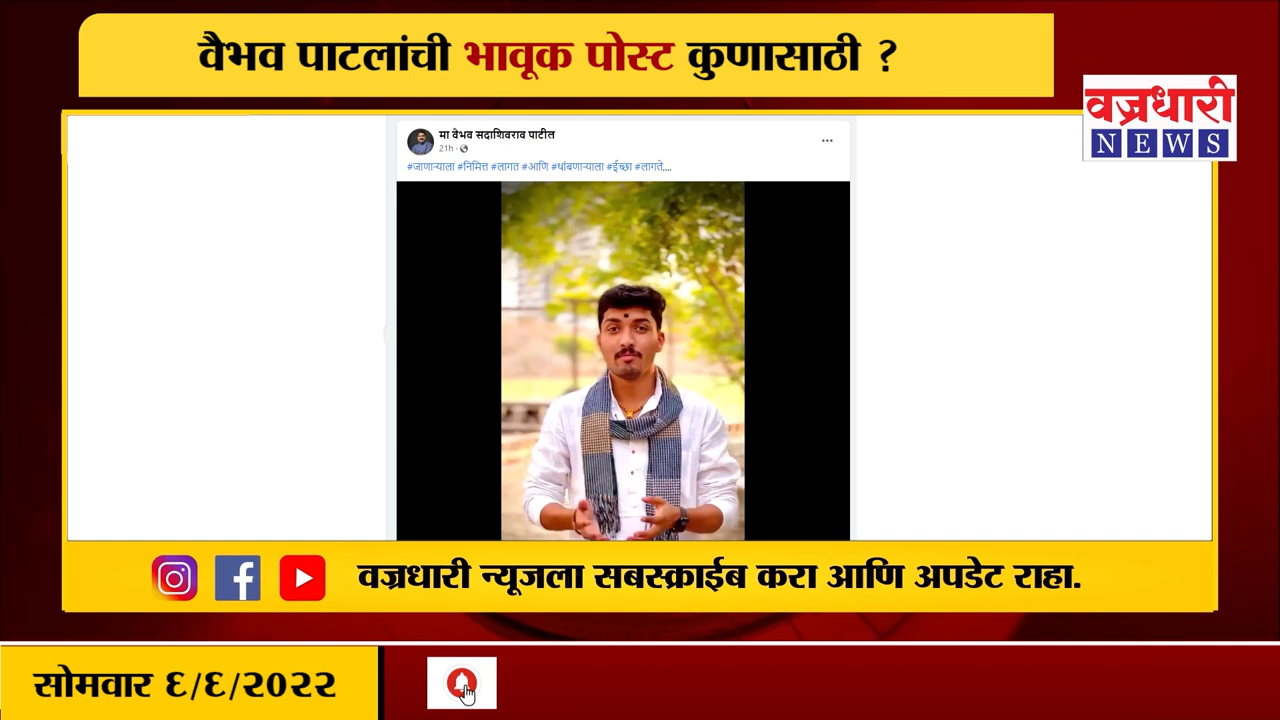 वैभव पाटलांची भावूक पोस्ट कुणासाठी ?
वज्रधारी
NEWS
मा वैभव सदाशिवराव पाटील
21h
#जाणाऱ्याला #निमित्त #लागत #आणि #थांबणाऱ्याला #ईच्छा #लागते....
वज्रधारी न्यूजला सबस्क्राईब करा आणि अपडेट राहा.
सोमवार ६/६/२०२२